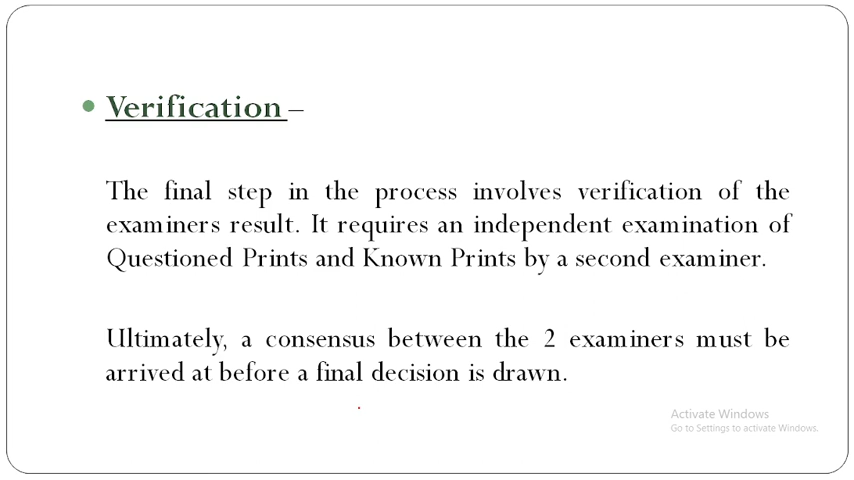 Verification –
The final step in the process involves verification of the
examiners result. It requires an independent examination of
Questioned Prints and Known Prints by a second examiner.
Ultimately, a consensus between the 2 examiners must be
arrived at before a final decision is drawn.
Activate Windows
Go to Settings to activate Windows.